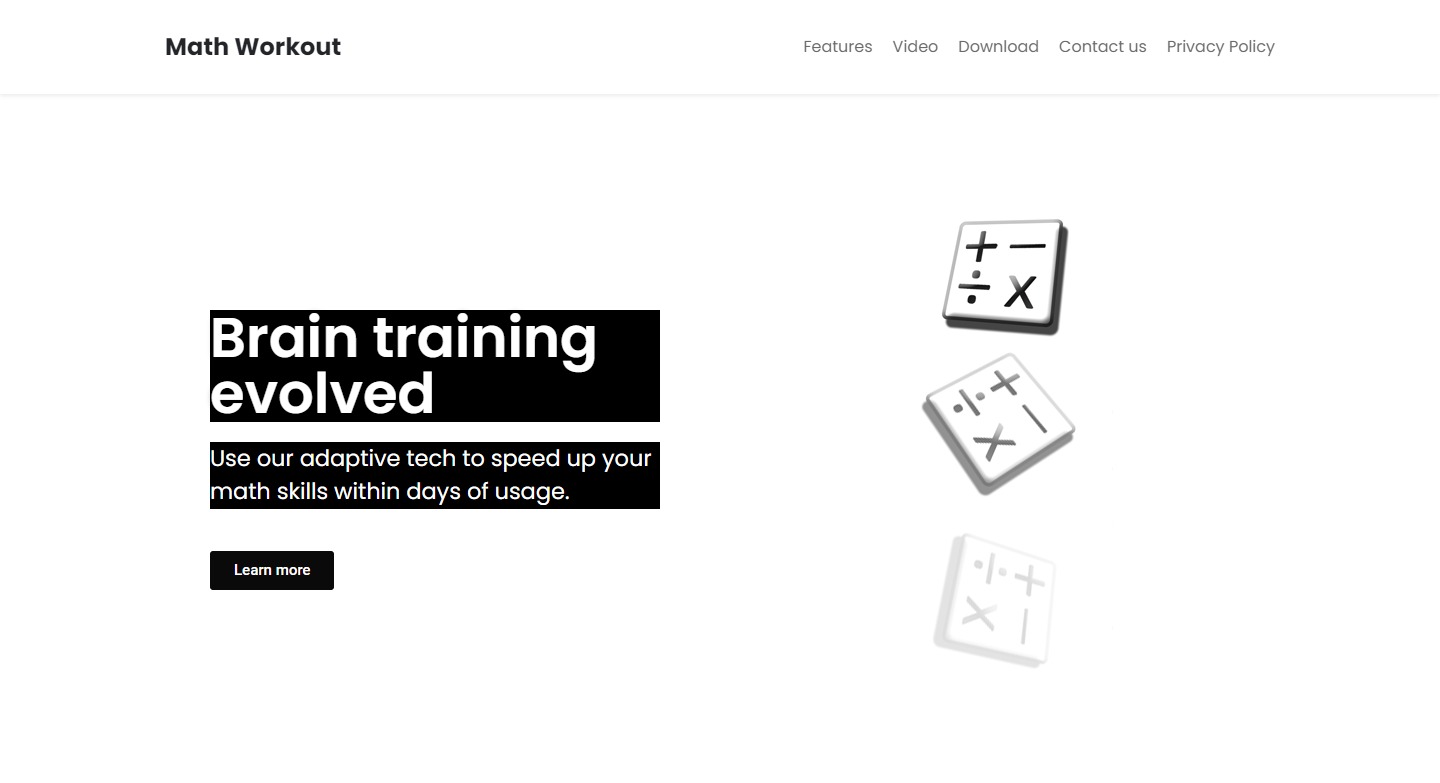 Math Workout
Features Video Download Contact us Privacy Policy
Brain training
evolved
Use our adaptive tech to speed up your
math skills within days of usage.
Learn more
+ −
÷ x
÷ +
x −
÷ +
x −